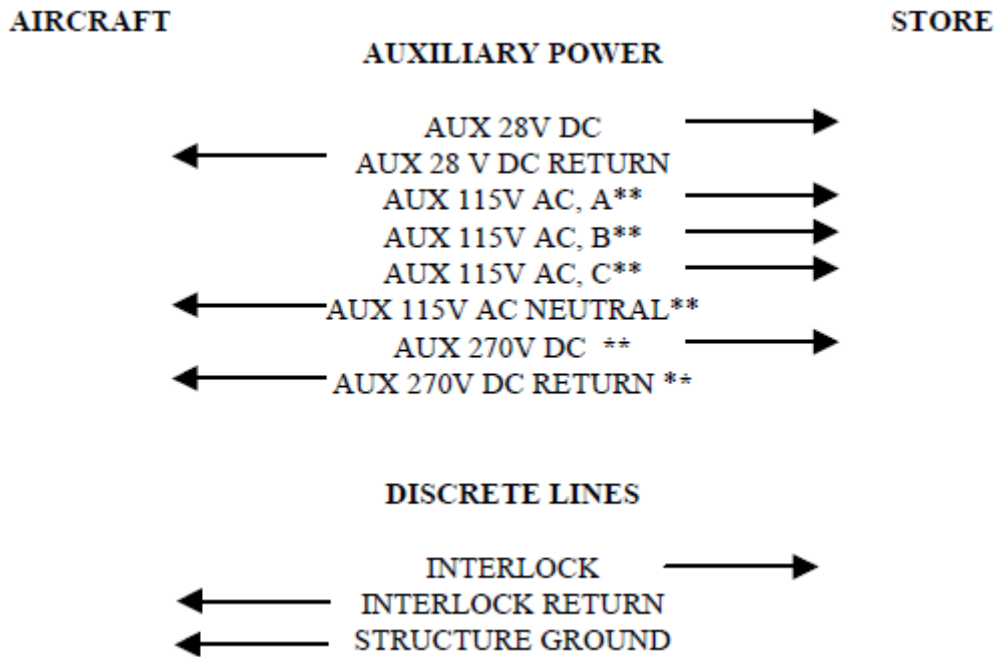 AIRCRAFT STORE
AUXILIARY POWER
AUX 28V DC
AUX 28 V DC RETURN
AUX 115V AC, A**
AUX 115V AC, B**
AUX 115V AC, C**
AUX 115V AC NEUTRAL**
AUX 270V DC **
AUX 270V DC RETURN **
DISCRETE LINES
INTERLOCK
INTERLOCK RETURN
STRUCTURE GROUND